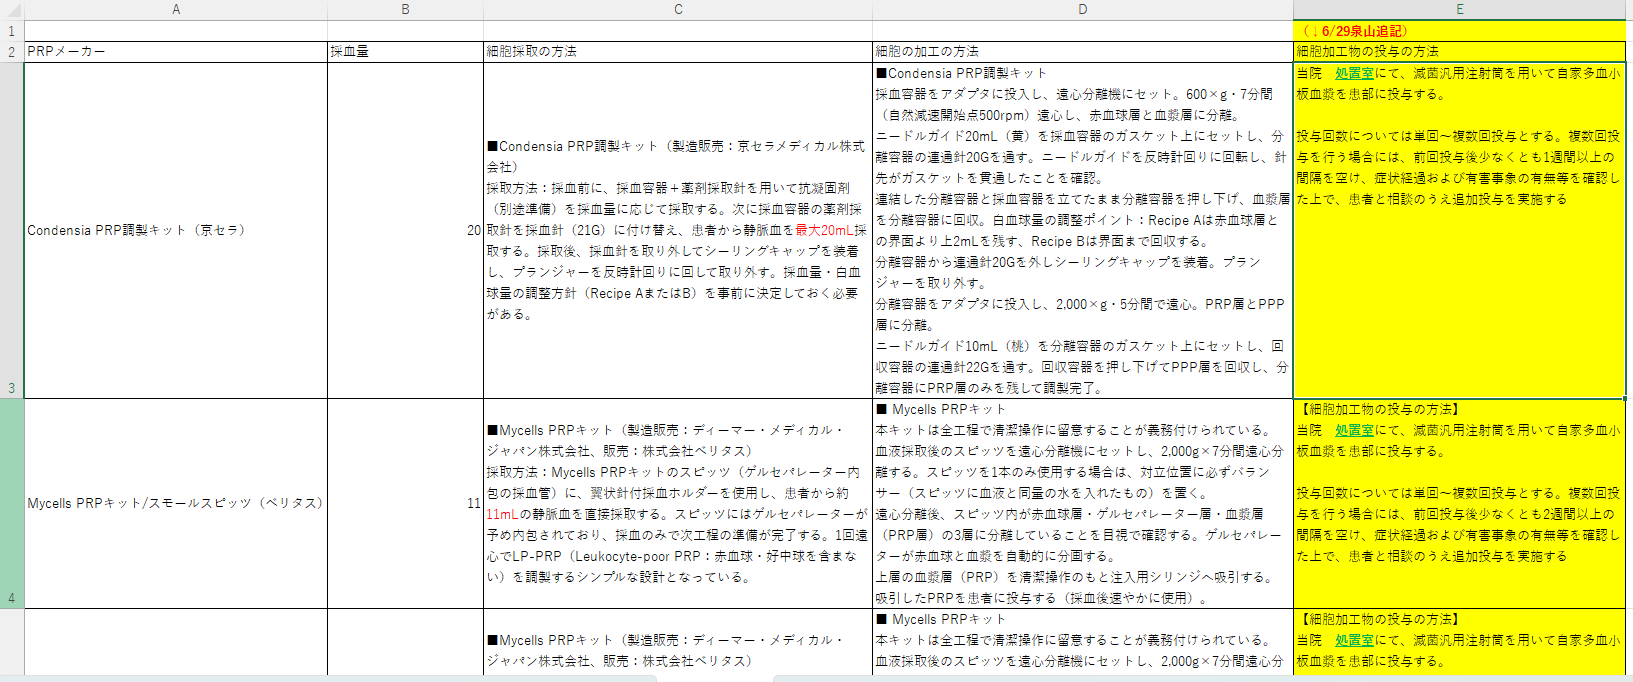 A B C D E
1 （↓6/29泉山追記）
2 PRPメーカー 採血量 細胞採取の方法 細胞の加工の方法 細胞加工物の投与の方法
3
Condensia PRP調製キット（京セラ）
20
■Condensia PRP調製キット（製造販売：京セラメディカル株式
会社）
採取方法：採血前に、採血容器＋薬剤採取針を用いて抗凝固剤
（別途準備）を採血量に応じて採取する。次に採血容器の薬剤採
取針を採血針（21G）に付け替え、患者から静脈血を最大20mL採
取する。採取後、採血針を取り外してシーリングキャップを装着
し、プランジャーを反時計回りに回して取り外す。採血量・白血
球量の調整方針（Recipe AまたはB）を事前に決定しておく必要
がある。
■Condensia PRP調製キット
採血容器をアダプタに投入し、遠心分離機にセット。600×g・7分間
（自然減速開始点500rpm）遠心し、赤血球層と血漿層に分離。
ニードルガイド20mL（黄）を採血容器のガスケット上にセットし、分
離容器の連通針20Gを通す。ニードルガイドを反時計回りに回転し、針
先がガスケットを貫通したことを確認。
連結した分離容器と採血容器を立てたまま分離容器を押し下げ、血漿層
を分離容器に回収。白血球量の調整ポイント：Recipe Aは赤血球層と
の界面より上2mLを残す、Recipe Bは界面まで回収する。
分離容器から連通針20Gを外しシーリングキャップを装着。プラン
ジャーを取り外す。
分離容器をアダプタに投入し、2,000×g・5分間で遠心。PRP層とPPP
層に分離。
ニードルガイド10mL（桃）を分離容器のガスケット上にセットし、回
収容器の連通針22Gを通す。回収容器を押し下げてPPP層を回収し、分
離容器にPRP層のみを残して調製完了。
当院　処置室にて、滅菌汎用注射筒を用いて自家多血小
板血漿を患部に投与する。
投与回数については単回～複数回投与とする。複数回投
与を行う場合には、前回投与後少なくとも1週間以上の
間隔を空け、症状経過および有害事象の有無等を確認し
た上で、患者と相談のうえ追加投与を実施する
4
Mycells PRPキット/スモールスピッツ（ベリタス）
11
■Mycells PRPキット（製造販売：ディーマー・メディカル・
ジャパン株式会社、販売：株式会社ベリタス）
採取方法：Mycells PRPキットのスピッツ（ゲルセパレーター内
包の採血管）に、翼状針付採血ホルダーを使用し、患者から約
11mLの静脈血を直接採取する。スピッツにはゲルセパレーターが
予め内包されており、採血のみで次工程の準備が完了する。1回遠
心でLP-PRP（Leukocyte-poor PRP：赤血球・好中球を含まな
い）を調製するシンプルな設計となっている。
■ Mycells PRPキット
本キットは全工程で清潔操作に留意することが義務付けられている。
血液採取後のスピッツを遠心分離機にセットし、2,000g×7分間遠心分
離する。スピッツを1本のみ使用する場合は、対立位置に必ずバラン
サー（スピッツに血液と同量の水を入れたもの）を置く。
遠心分離後、スピッツ内が赤血球層・ゲルセパレーター層・血漿層
（PRP層）の3層に分離していることを目視で確認する。ゲルセパレー
ターが赤血球と血漿を自動的に分画する。
上層の血漿層（PRP）を清潔操作のもと注入用シリンジへ吸引する。
吸引したPRPを患者に投与する（採血後速やかに使用）。
【細胞加工物の投与の方法】
当院　処置室にて、滅菌汎用注射筒を用いて自家多血小
板血漿を患部に投与する。
投与回数については単回～複数回投与とする。複数回投
与を行う場合には、前回投与後少なくとも2週間以上の
間隔を空け、症状経過および有害事象の有無等を確認し
た上で、患者と相談のうえ追加投与を実施する
■Mycells PRPキット（製造販売：ディーマー・メディカル・
ジャパン株式会社、販売：株式会社ベリタス）
■ Mycells PRPキット
本キットは全工程で清潔操作に留意することが義務付けられている。
血液採取後のスピッツを遠心分離機にセットし、2,000g×7分間遠心分
【細胞加工物の投与の方法】
当院　処置室にて、滅菌汎用注射筒を用いて自家多血小
板血漿を患部に投与する。